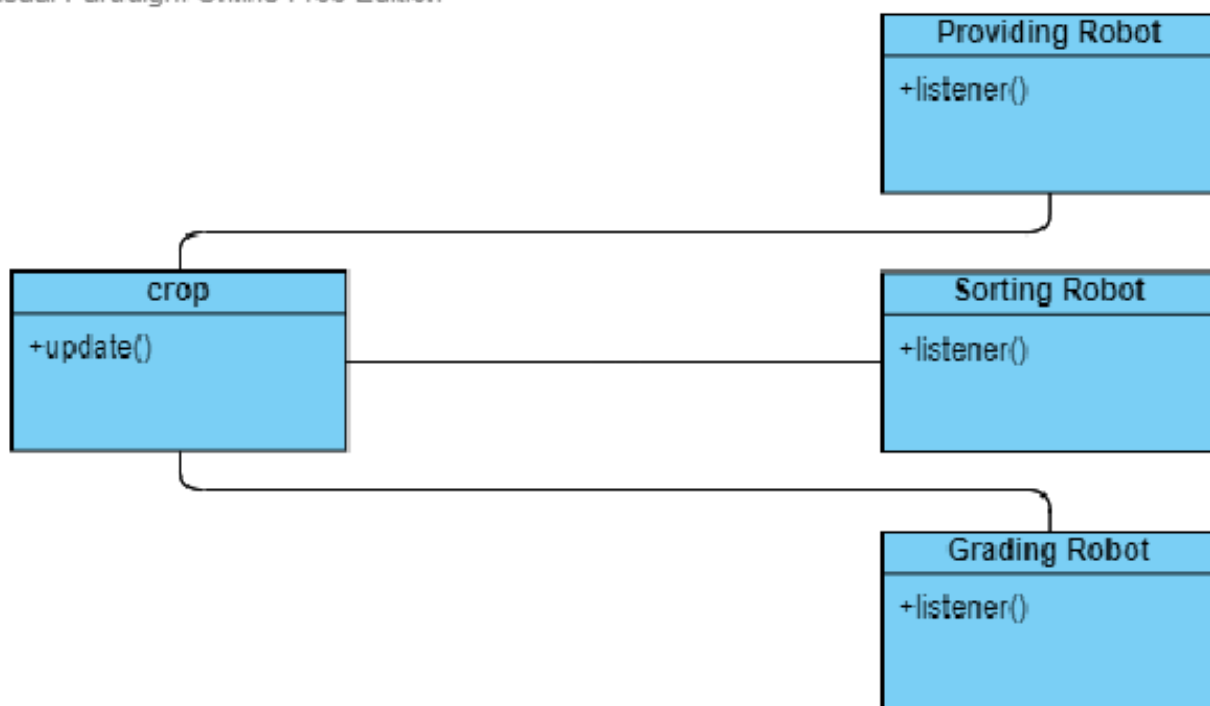 Providing Robot
+listener()
crop
+update()
Sorting Robot
+listener()
Grading Robot
+listener()